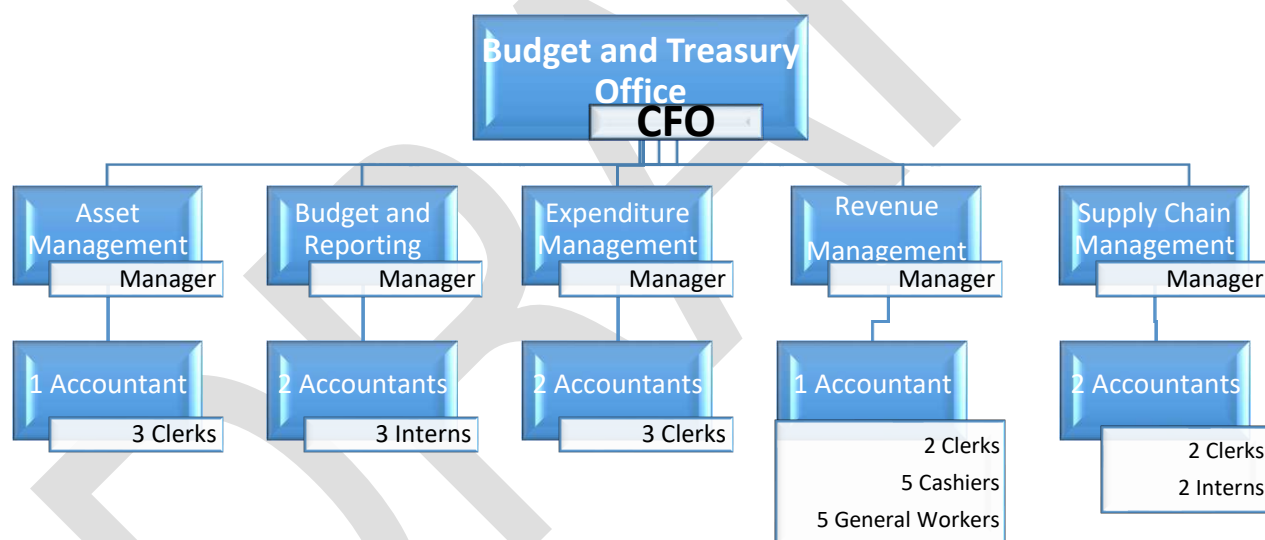 Budget and Treasury
Office
CFO
Asset
Management
Manager
Budget and
Reporting
Manager
Expenditure
Management
Manager
Revenue
Management
Manager
Supply Chain
Management
Manager
1 Accountant
3 Clerks
2 Accountants
3 Interns
2 Accountants
3 Clerks
1 Accountant
2 Clerks
5 Cashiers
5 General Workers
2 Accountants
2 Clerks
2 Interns